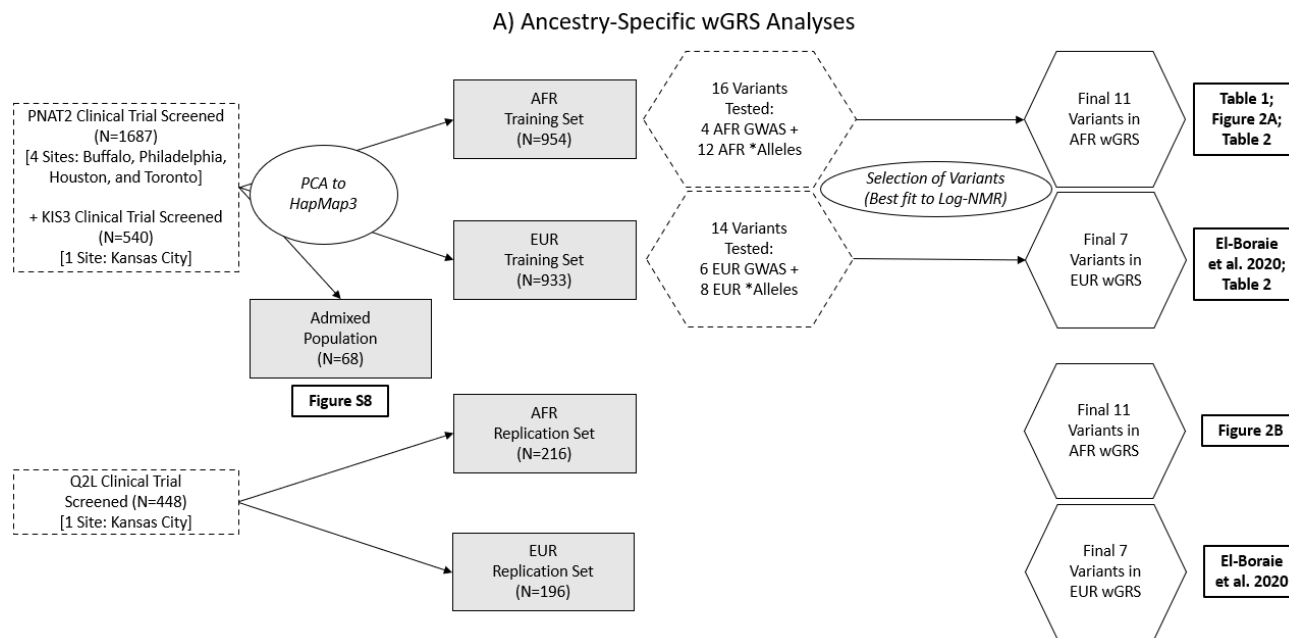 A) Ancestry-Specific wGRS Analyses
PNAT2 Clinical Trial Screened
(N=1687)
[4 Sites: Buffalo, Philadelphia,
Houston, and Toronto]
+ KIS3 Clinical Trial Screened
(N=540)
[1 Site: Kansas City]
PCA to
HapMap3
AFR
Training Set
(N=954)
EUR
Training Set
(N=933)
Admixed
Population
(N=68)
Figure S8
16 Variants
Tested:
4 AFR GWAS +
12 AFR *Alleles
14 Variants
Tested:
6 EUR GWAS +
8 EUR *Alleles
Selection of Variants
(Best fit to Log-NMR)
Final 11
Variants in
AFR wGRS
Final 7
Variants in
EUR wGRS
Table 1;
Figure 2A;
Table 2
El-Boraie
et al. 2020;
Table 2
Q2L Clinical Trial
Screened (N=448)
[1 Site: Kansas City]
AFR
Replication Set
(N=216)
EUR
Replication Set
(N=196)
Final 11
Variants in
AFR wGRS
Final 7
Variants in
EUR wGRS
Figure 2B
El-Boraie
et al. 2020